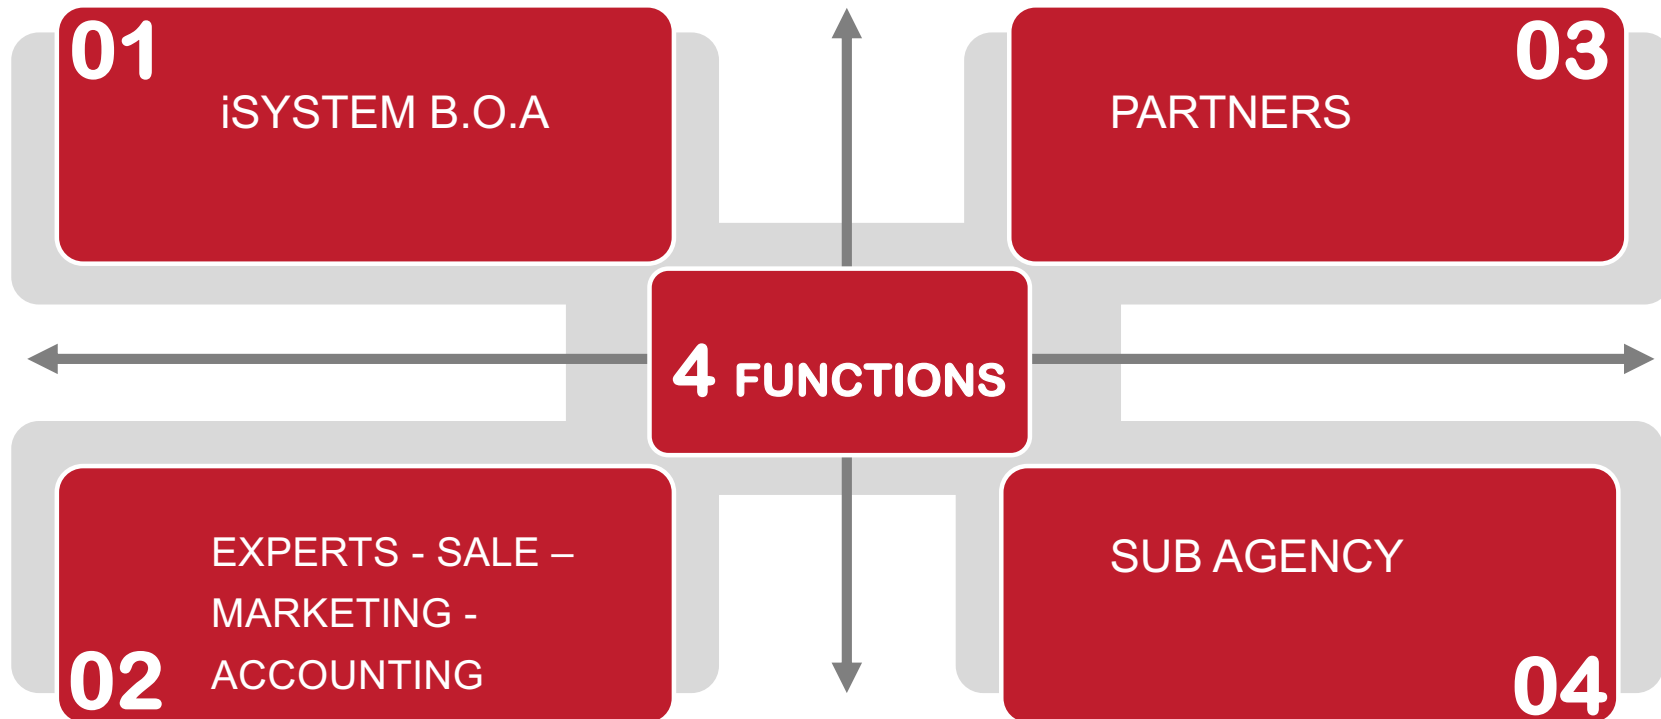 01
iSYSTEM B.O.A
03
PARTNERS
4 FUNCTIONS
02
EXPERTS - SALE –
MARKETING -
ACCOUNTING
SUB AGENCY
04